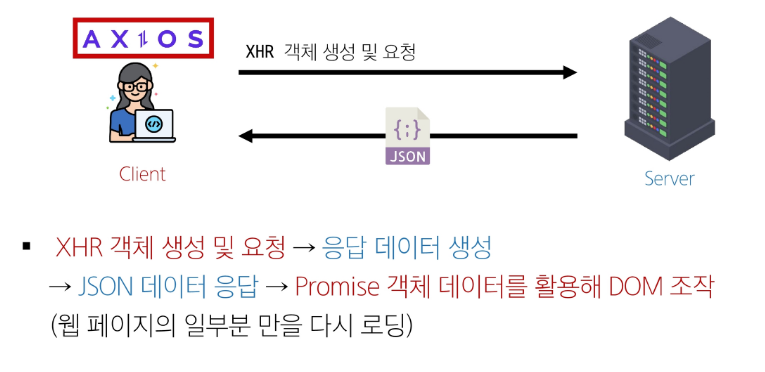 AXIOS
XHR 객체 생성 및 요청
{;}
JSON
Client
Server
▪ XHR 객체 생성 및 요청 → 응답 데이터 생성
→ JSON 데이터 응답 → Promise 객체 데이터를 활용해 DOM 조작
(웹 페이지의 일부분 만을 다시 로딩)